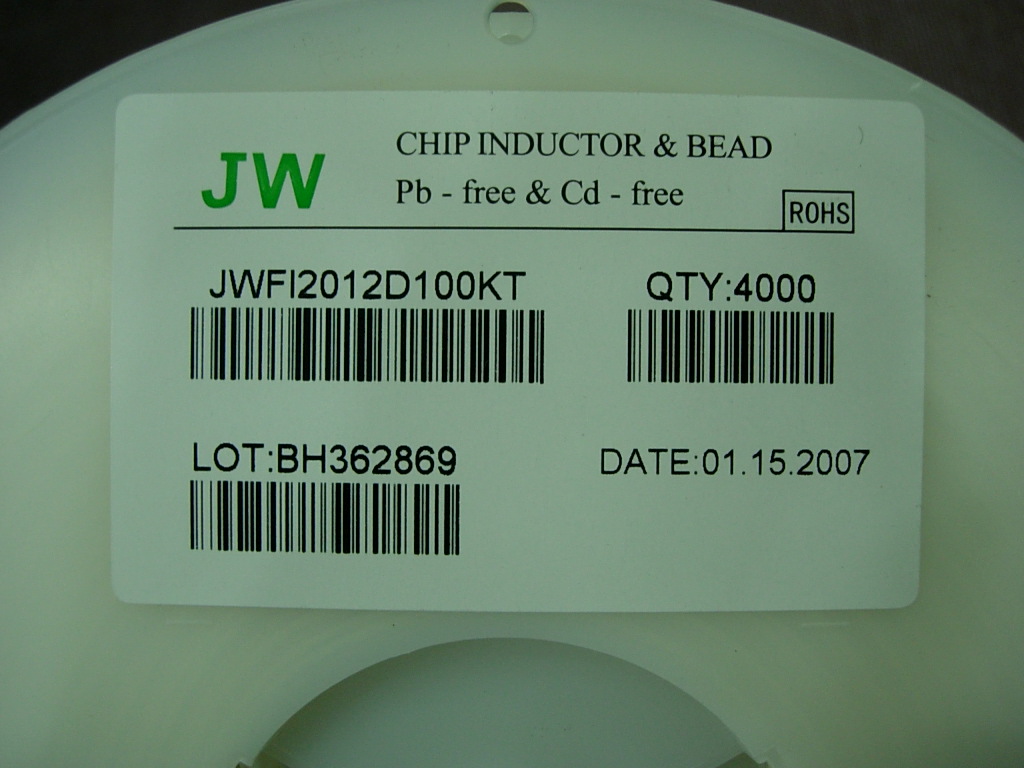 JW
CHIP INDUCTOR & BEAD
Pb - free & Cd - free
ROHS
JWFI2012D100KT
QTY:4000
LOT:BH362869
DATE:01.15.2007